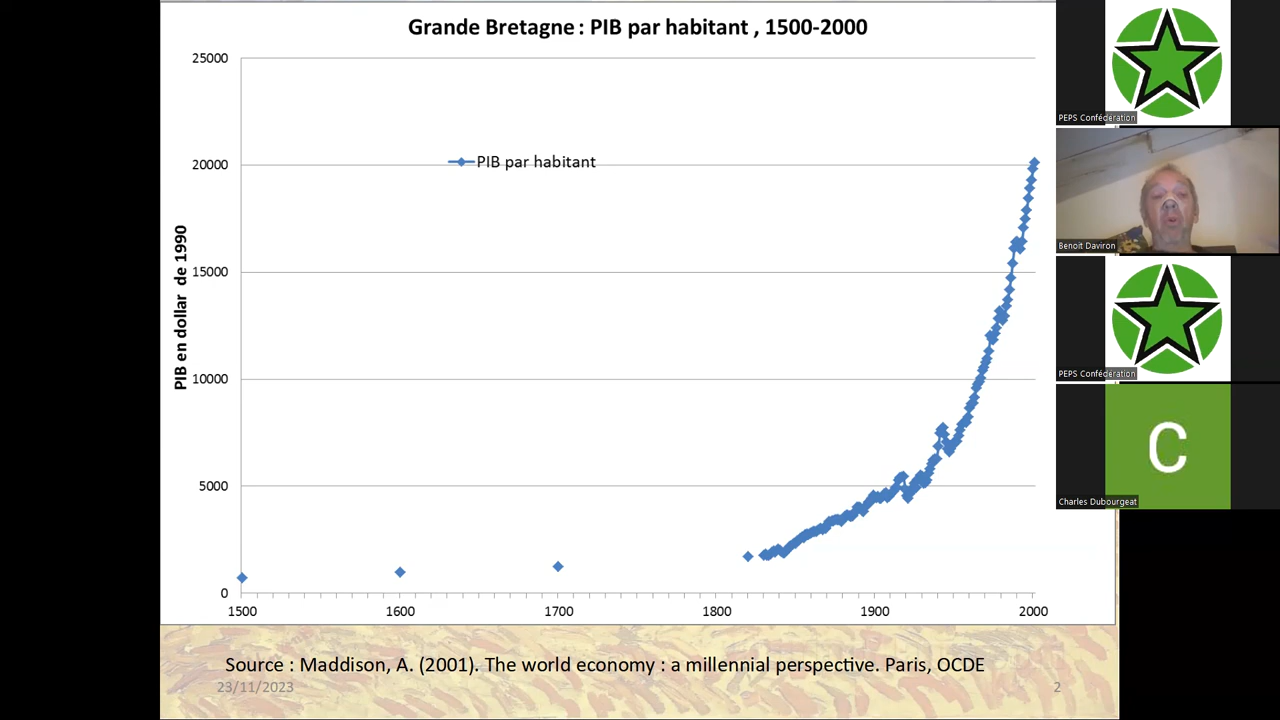 Grande Bretagne : PIB par habitant , 1500-2000
25000
20000
15000
10000
5000
0
PIB en dollar de 1990
PIB par habitant
1500 1600 1700 1800 1900 2000
Source : Maddison, A. (2001). The world economy : a millennial perspective. Paris, OCDE
23/11/2023
2
PEPS Confédération
Benoit Daviron
PEPS Confédération
C
Charles Dubourgeat